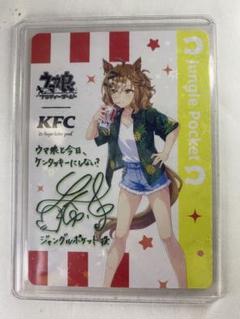 ウマ娘
プリティーダービー
KFC
It's finger lickin' good
ウマ娘と今日、
ケンタッキーにしない?
ジャングルポケット役
Jungle Pocket